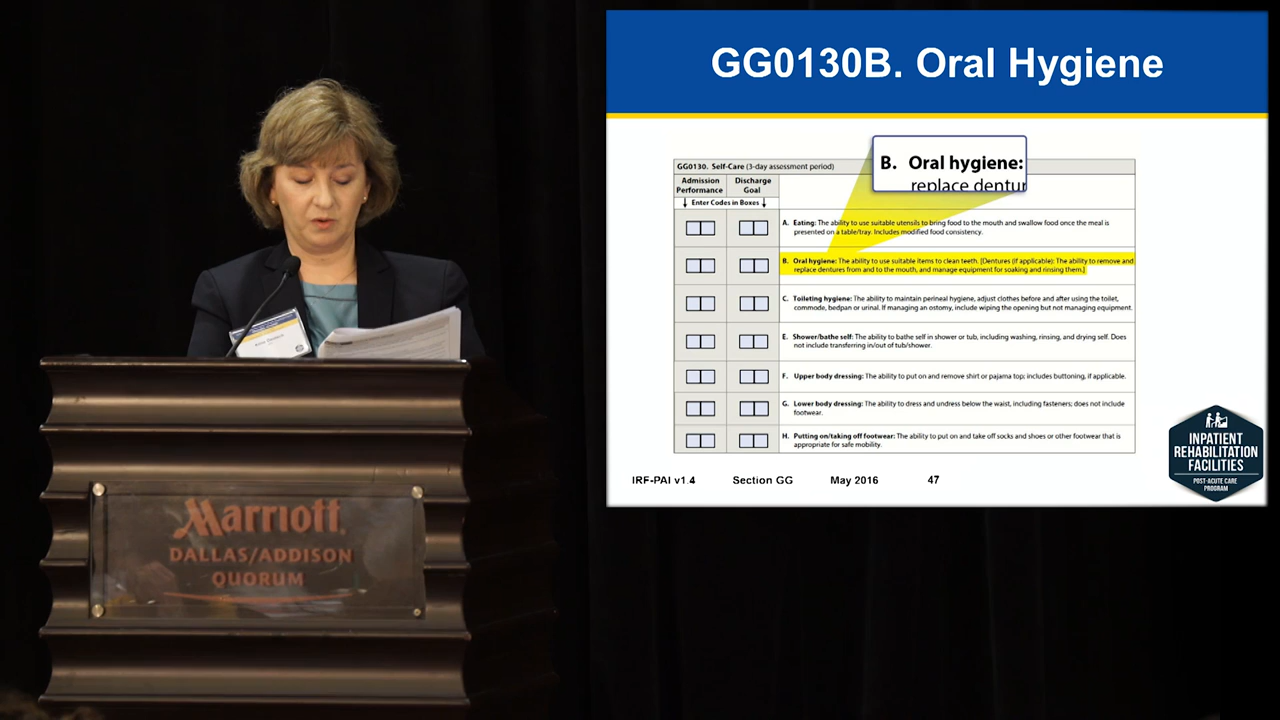 GG0130B. Oral Hygiene
B. Oral hygiene:
replace dentur
GG0130. Self-Care (3-day assessment period)
Admission
Performance
Discharge
Goal
Enter Codes in Boxes
A. Eating: The ability to use suitable utensils to bring food to the mouth and swallow food once the meal is
presented on a table/tray. Includes modified food consistency.
B. Oral hygiene: The ability to use suitable items to clean teeth. [Dentures (if applicable): The ability to remove and
replace dentures from and to the mouth, and manage equipment for soaking and rinsing them.]
C. Toileting hygiene: The ability to maintain perineal hygiene, adjust clothes before and after using the toilet,
commode, bedpan or urinal. If managing an ostomy, include wiping the opening but not managing equipment.
E. Shower/bathe self: The ability to bathe self in shower or tub, including washing, rinsing, and drying self. Does
not include transferring in/out of tub/shower.
F. Upper body dressing: The ability to put on and remove shirt or pajama top; includes buttoning, if applicable.
G. Lower body dressing: The ability to dress and undress below the waist, including fasteners; does not include
footwear.
H. Putting on/taking off footwear: The ability to put on and take off socks and shoes or other footwear that is
appropriate for safe mobility.
IRF-PAI v1.4 Section GG May 2016 47
INPATIENT
REHABILITATION
FACILITIES
POST-ACUTE CARE
PROGRAM
Marriott
DALLAS/ADDISON
QUORUM